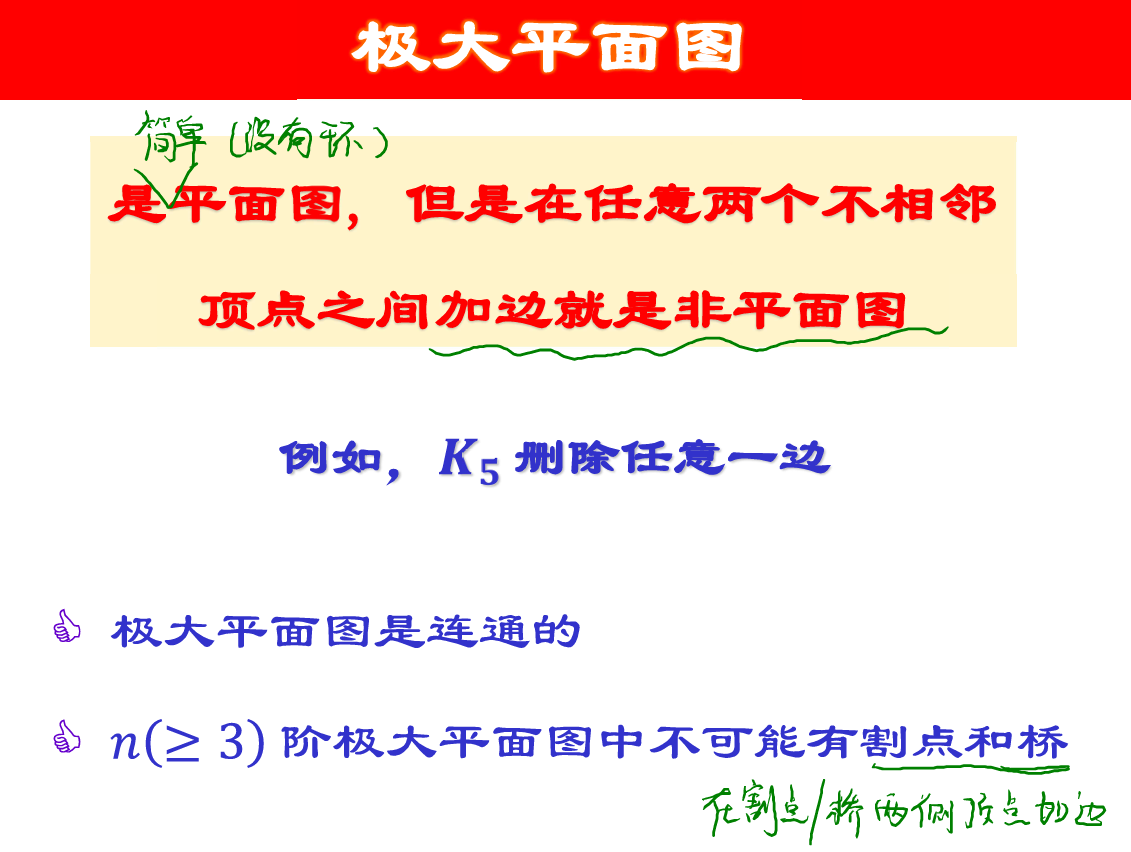 极大平面图
简单(没有环)
是平面图，但是在任意两个不相邻
顶点之间加边就是非平面图
例如，K₅ 删除任意一边
极大平面图是连通的
n(≥ 3) 阶极大平面图中不可能有割点和桥
在割点/桥两侧顶点加边